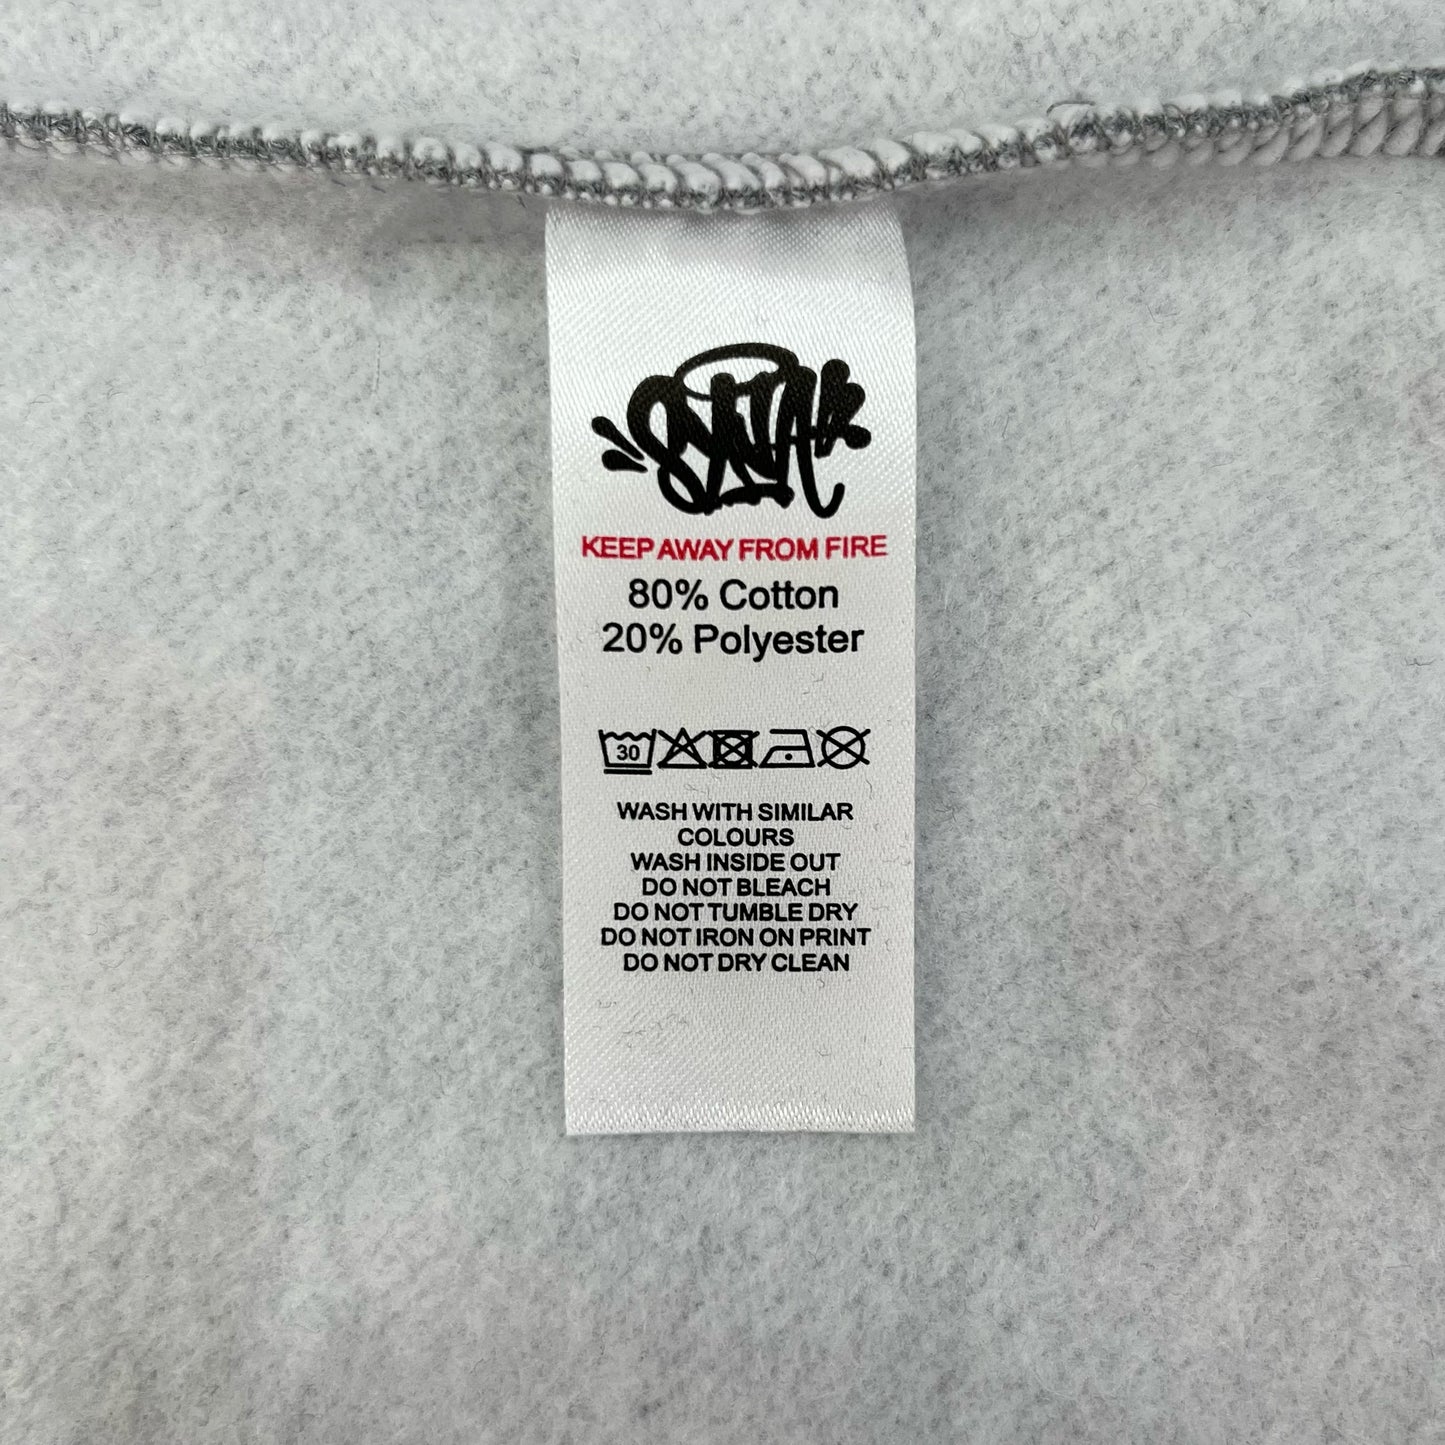 SYNA
KEEP AWAY FROM FIRE
80% Cotton
20% Polyester
30
WASH WITH SIMILAR
COLOURS
WASH INSIDE OUT
DO NOT BLEACH
DO NOT TUMBLE DRY
DO NOT IRON ON PRINT
DO NOT DRY CLEAN